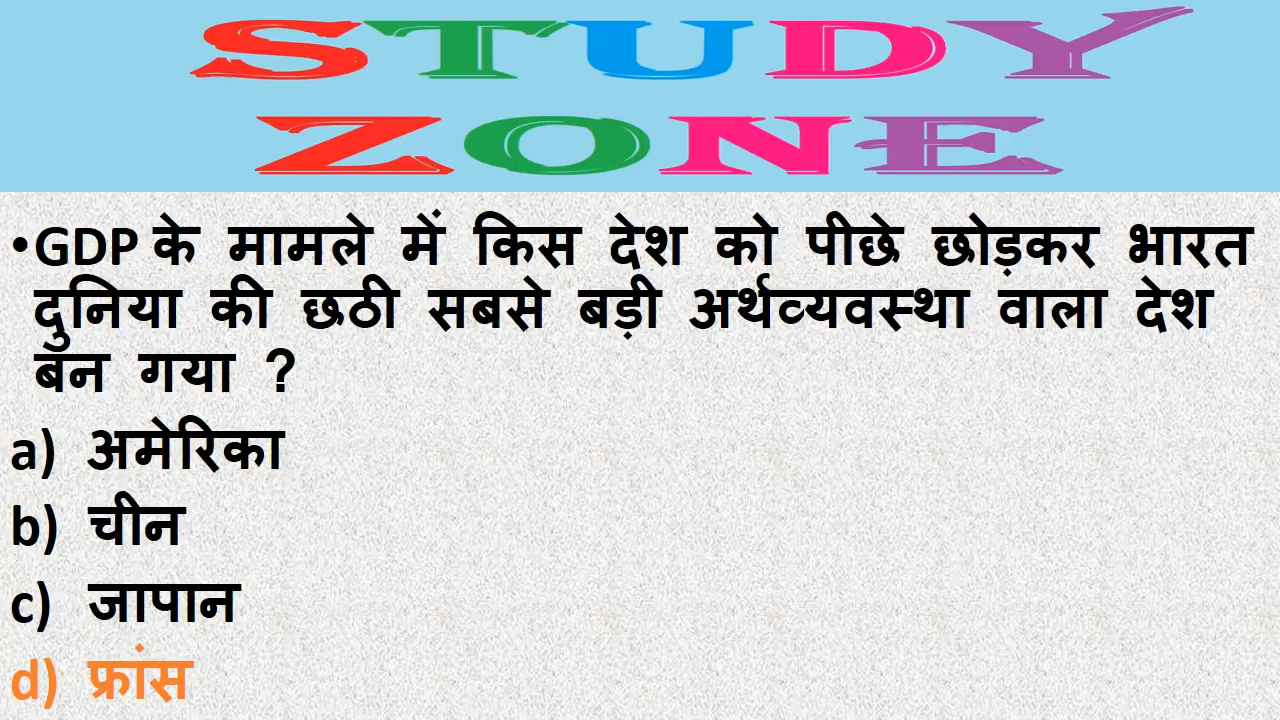 STUDY
ZONE
•GDP के मामले में किस देश को पीछे छोड़कर भारत
दुनिया की छठी सबसे बड़ी अर्थव्यवस्था वाला देश
बन गया ?
a) अमेरिका
b) चीन
c) जापान
d) फ्रांस